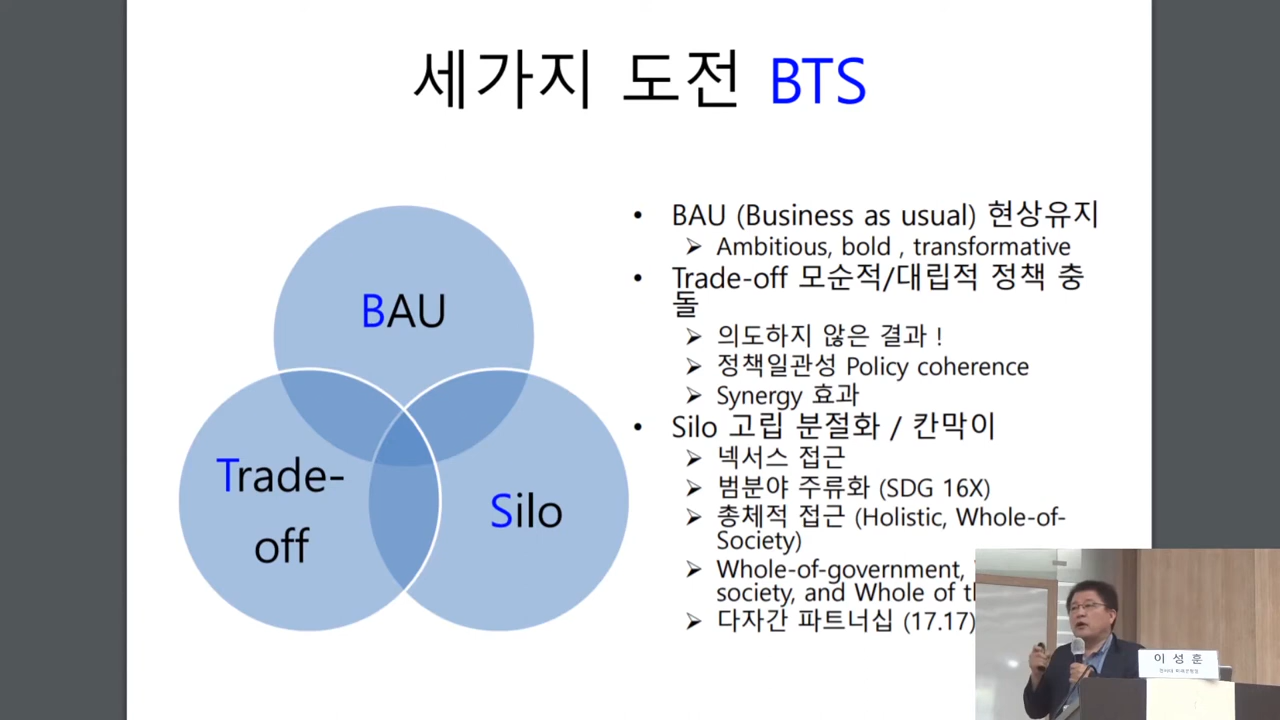 세가지 도전 BTS
BAU
Trade-
off
Silo
• BAU (Business as usual) 현상유지
➢ Ambitious, bold , transformative
• Trade-off 모순적/대립적 정책 충
돌
➢ 의도하지 않은 결과 !
➢ 정책일관성 Policy coherence
➢ Synergy 효과
• Silo 고립 분절화 / 칸막이
➢ 넥서스 접근
➢ 범분야 주류화 (SDG 16X)
➢ 총체적 접근 (Holistic, Whole-of-
Society)
➢ Whole-of-government,
society, and Whole of
➢ 다자간 파트너십 (17.17)
이 성 훈